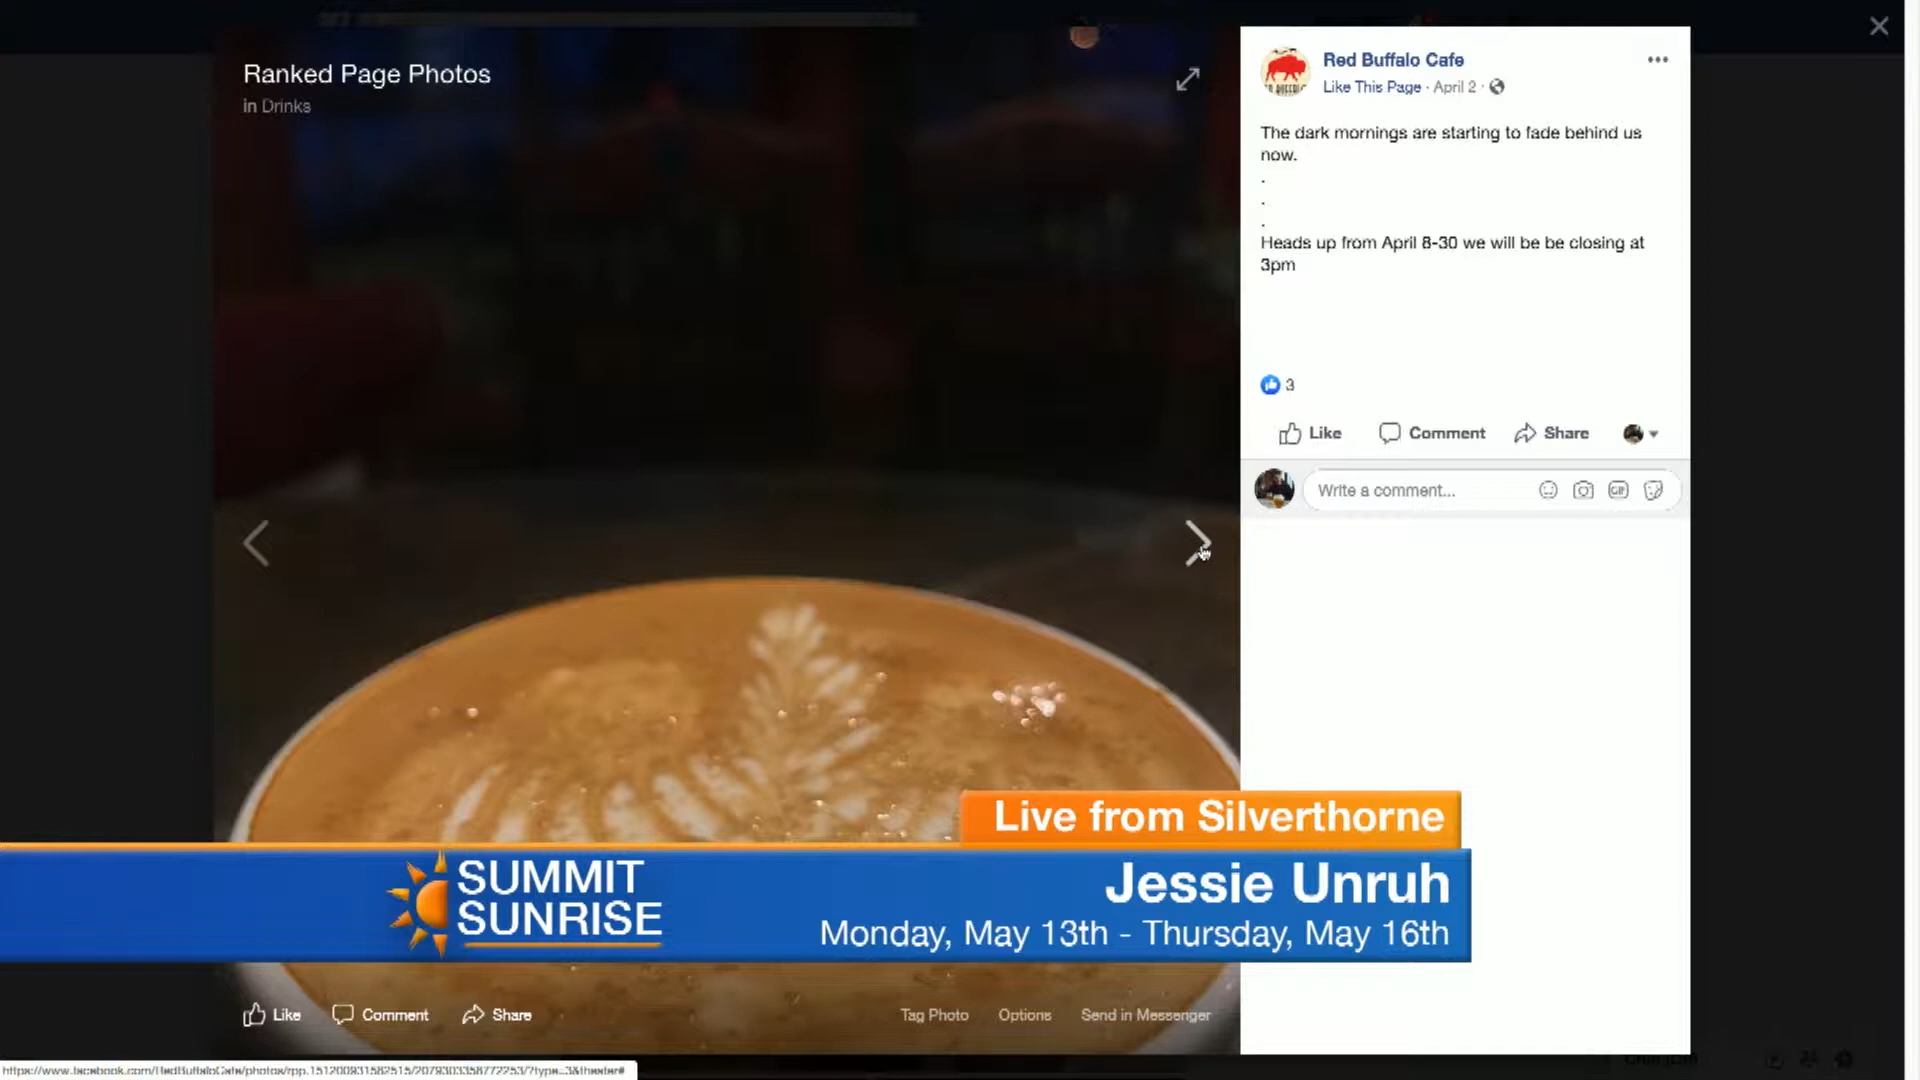 Ranked Page Photos
in Drinks
Red Buffalo Cafe
Like This Page · April 2 ·
The dark mornings are starting to fade behind us
now.
.
.
.
Heads up from April 8-30 we will be be closing at
3pm
3
Like Comment Share
Write a comment...
GIF
Live from Silverthorne
SUMMIT
SUNRISE
Jessie Unruh
Monday, May 13th - Thursday, May 16th
Like Comment Share
Tag Photo Options Send in Messenger